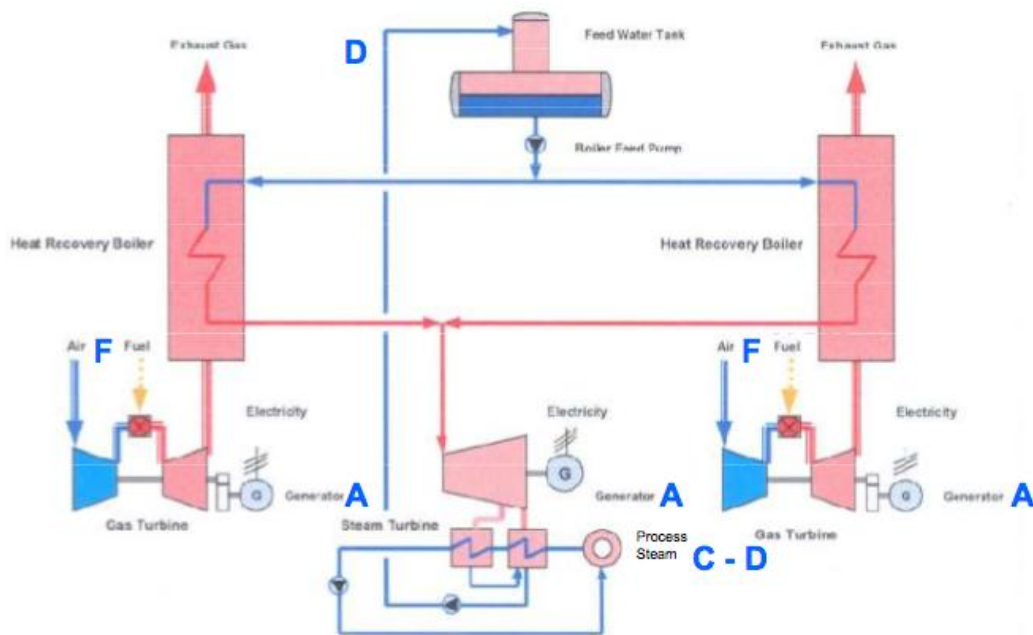 Exhaust Gas
D
Feed Water Tank
Exhaust Gas
Boiler Feed Pump
Heat Recovery Boiler
Heat Recovery Boiler
Air F Fuel
Air F Fuel
Electricity
Electricity
Electricity
G
G
G
Generator A
Generator A
Generator A
Gas Turbine
Steam Turbine
Gas Turbine
Process
Steam C - D